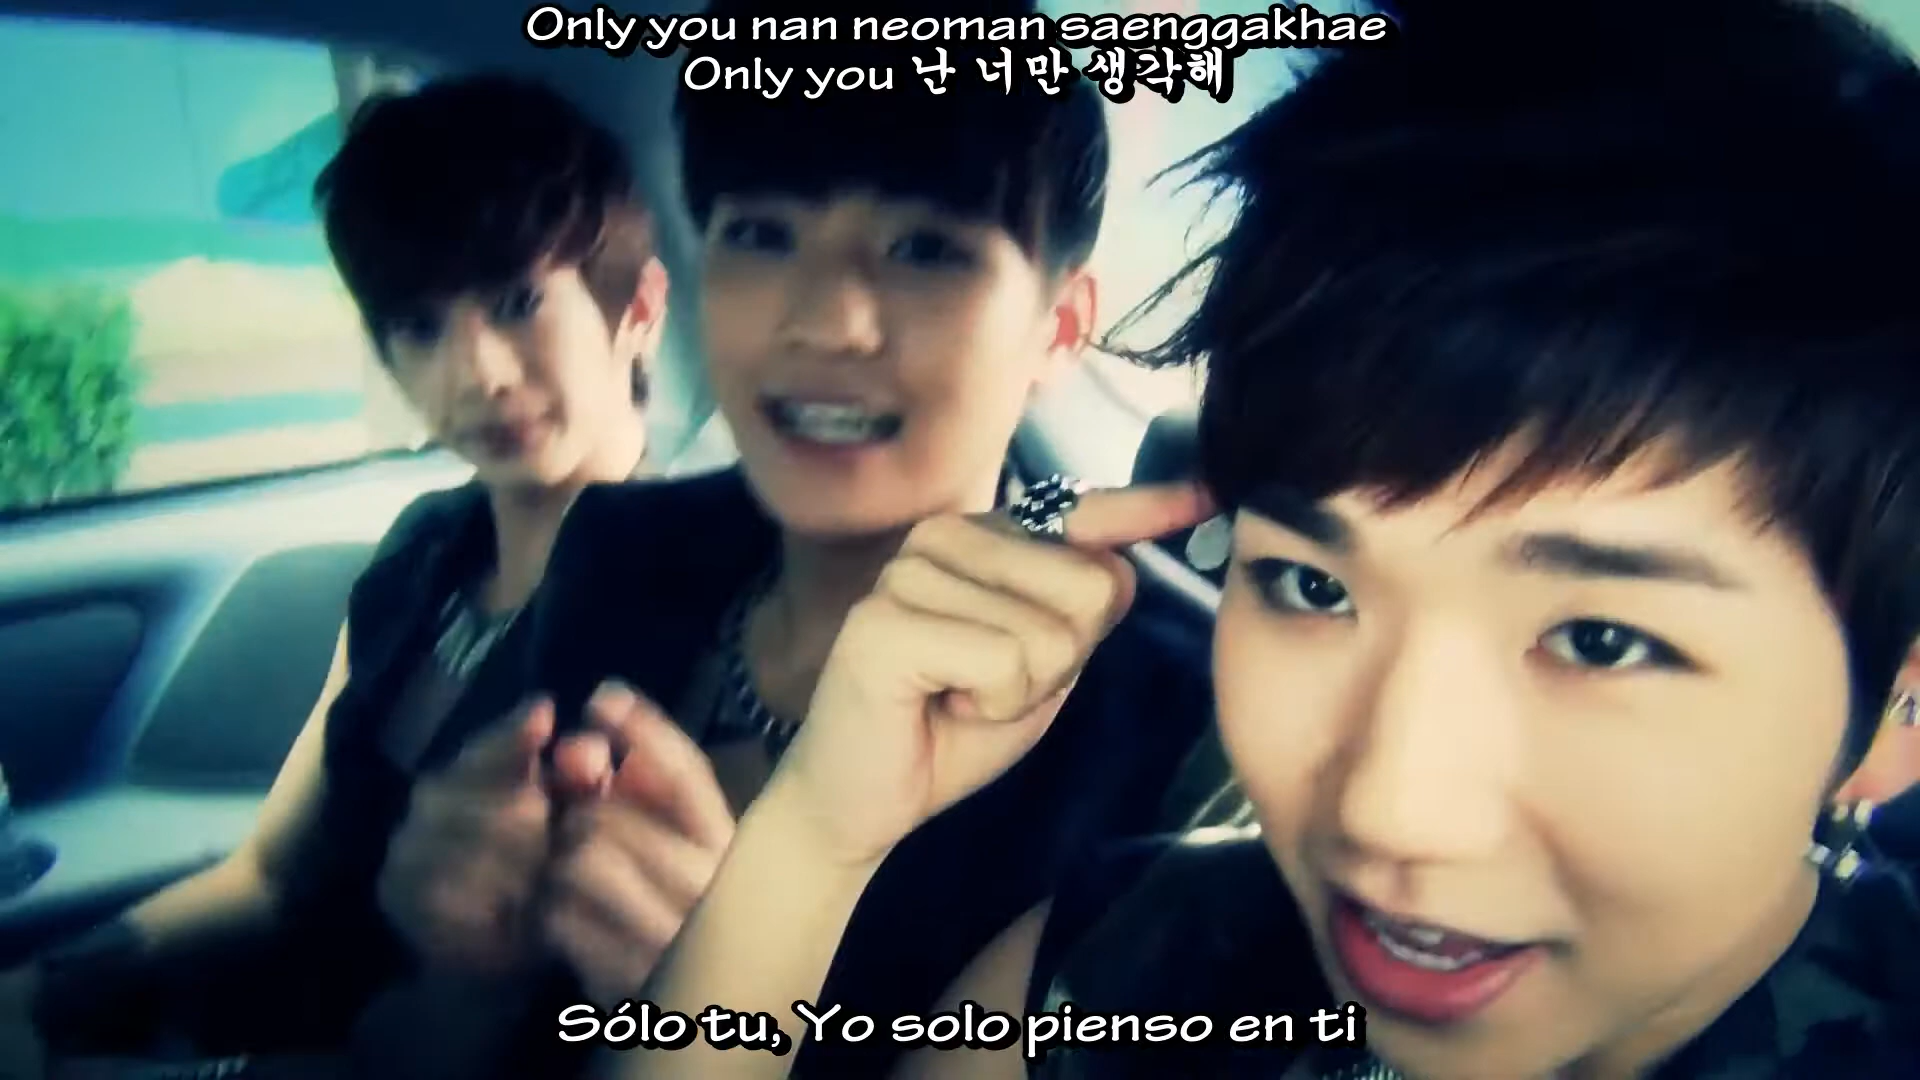 Only you nan neoman saenggakhae
Only you 난 너만 생각해
Sólo tu, Yo solo pienso en ti